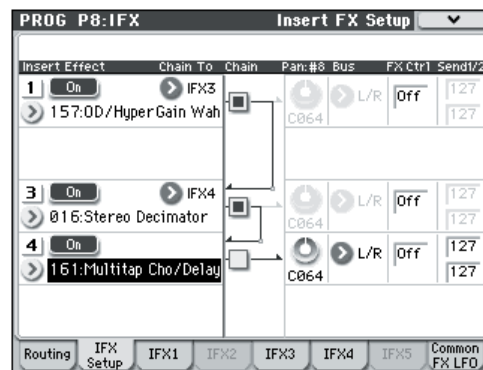 PROG P8:IFX Insert FX Setup
Insert Effect Chain To Chain Pan:#8 Bus FX Ctrl Send1/2
1 On IFX3 L/R Off 127
157:OD/HyperGain Wah C064 127
3 On IFX4 L/R Off 127
016:Stereo Decimator C064 127
4 On L/R Off 127
161:Multitap Cho/Delay C064 127
Routing IFX Setup IFX1 IFX2 IFX3 IFX4 IFX5 Common FX LFO